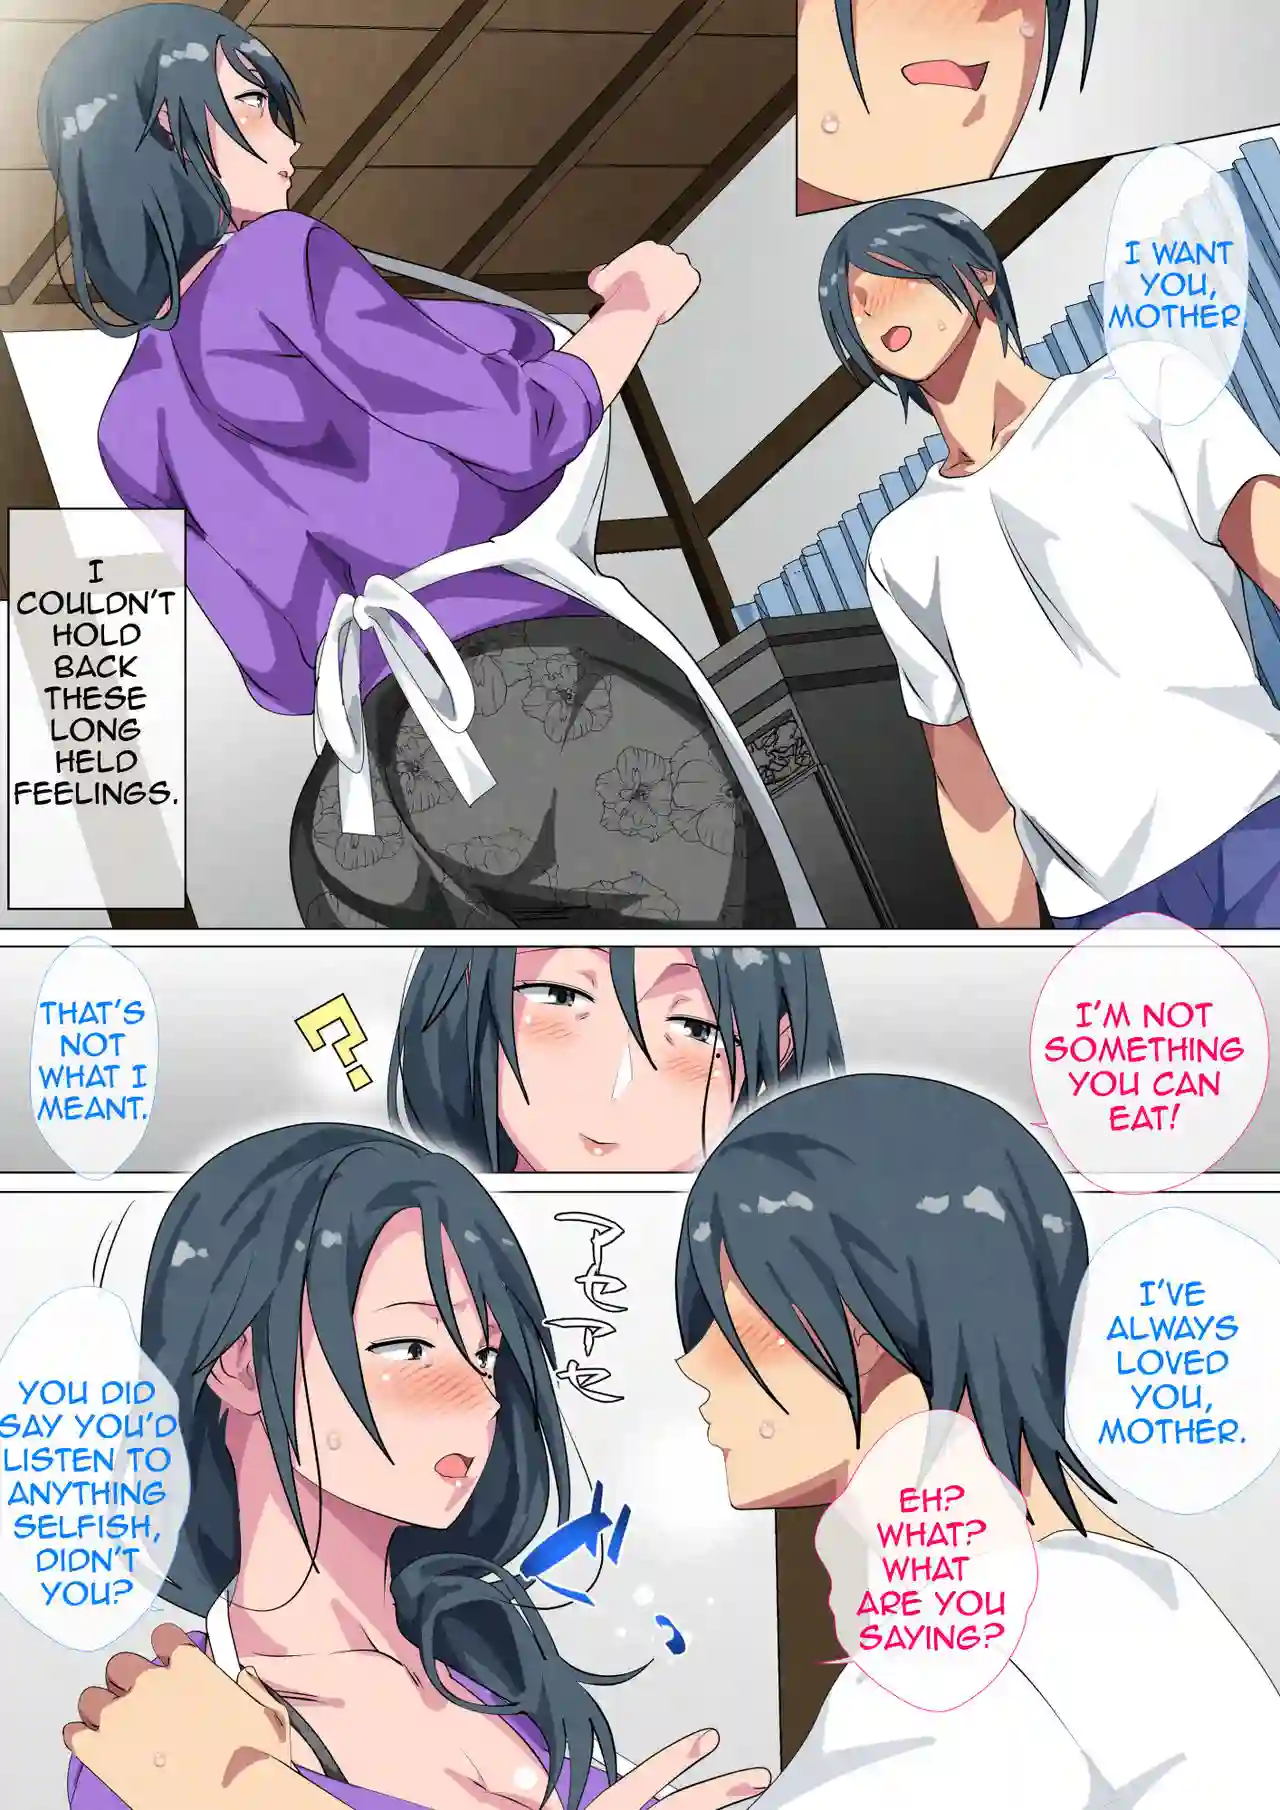 I WANT
YOU,
MOTHER.
I
COULDN'T
HOLD
BACK
THESE
LONG
HELD
FEELINGS.
I'M NOT
SOMETHING
YOU CAN
EAT!
?
THAT'S
NOT
WHAT I
MEANT.
I'VE
ALWAYS
LOVED
YOU,
MOTHER.
アセアセ
EH?
WHAT?
WHAT
ARE YOU
SAYING?
YOU DID
SAY YOU'D
LISTEN TO
ANYTHING
SELFISH,
DIDN'T
YOU?